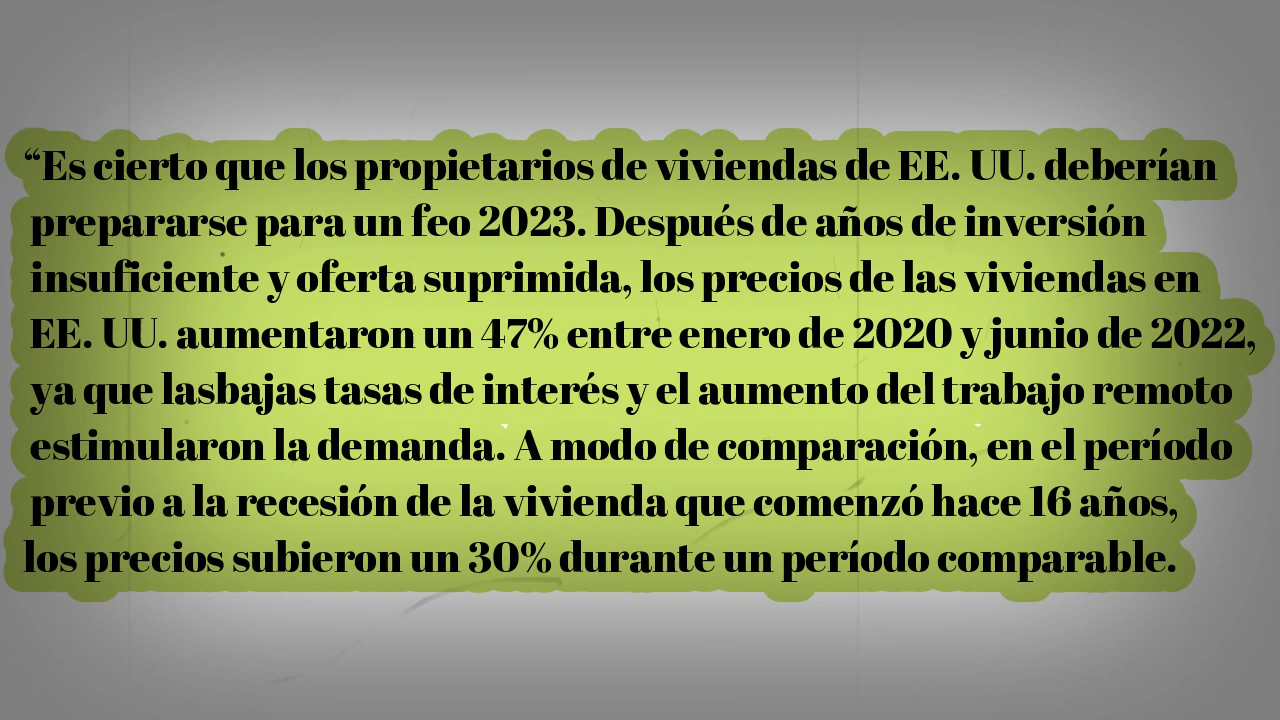 “Es cierto que los propietarios de viviendas de EE. UU. deberían
prepararse para un feo 2023. Después de años de inversión
insuficiente y oferta suprimida, los precios de las viviendas en
EE. UU. aumentaron un 47% entre enero de 2020 y junio de 2022,
ya que lasbajas tasas de interés y el aumento del trabajo remoto
estimularon la demanda. A modo de comparación, en el período
previo a la recesión de la vivienda que comenzó hace 16 años,
los precios subieron un 30% durante un período comparable.